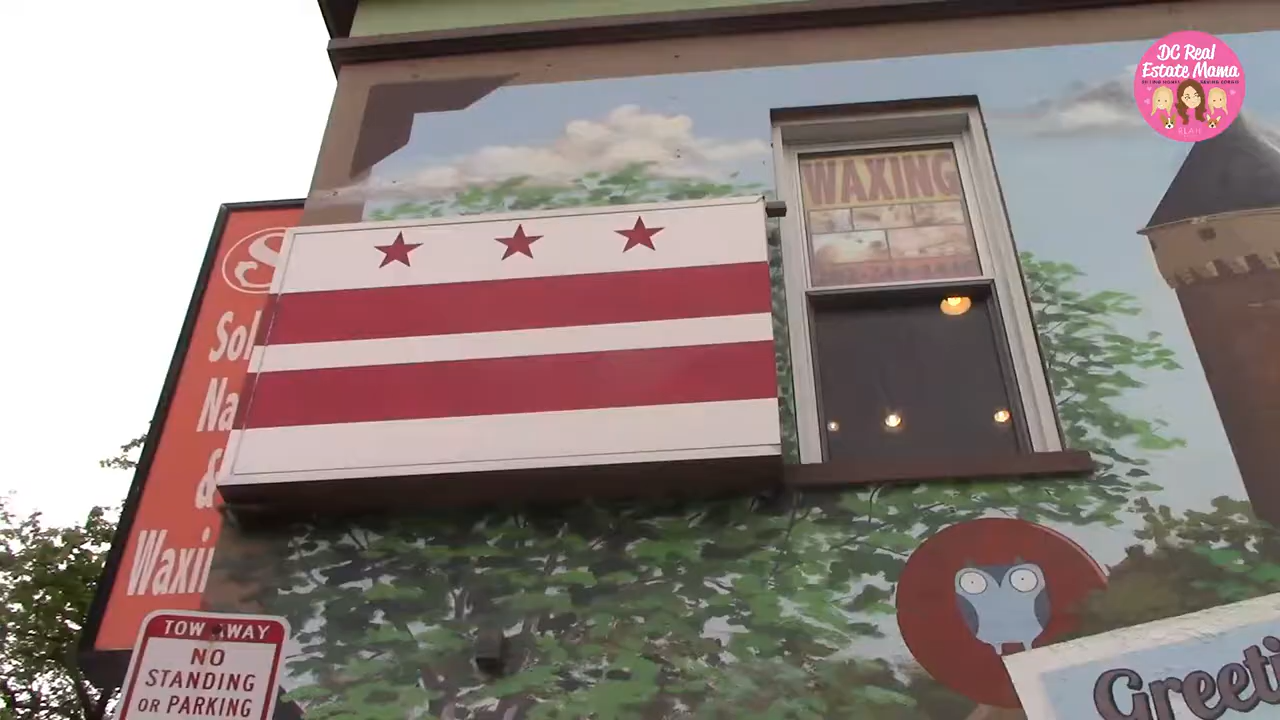 DC Real
Estate Mama
WAXING
S
Sol
Na
&
Waxi
TOW AWAY
NO
STANDING
OR PARKING
Greeti